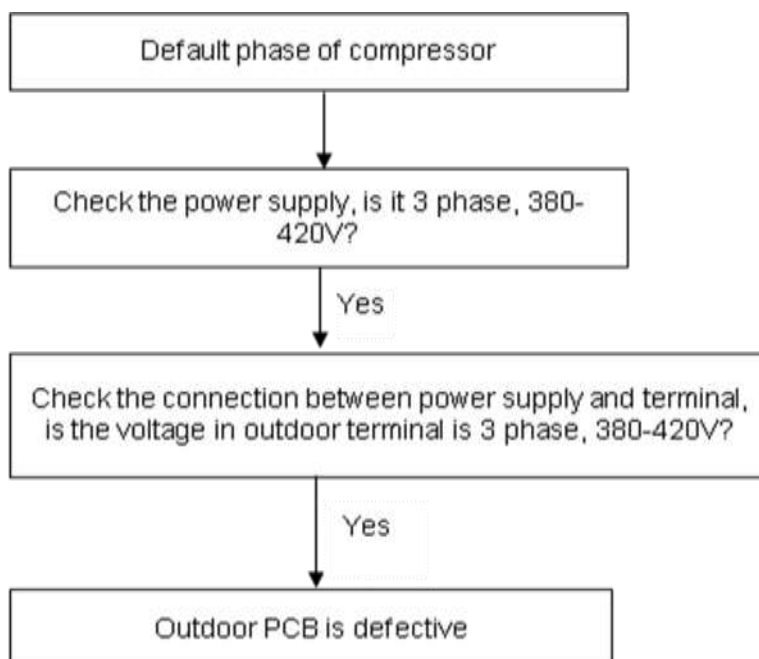 Default phase of compressor
Check the power supply, is it 3 phase, 380-
420V?
Yes
Check the connection between power supply and terminal,
is the voltage in outdoor terminal is 3 phase, 380-420V?
Yes
Outdoor PCB is defective